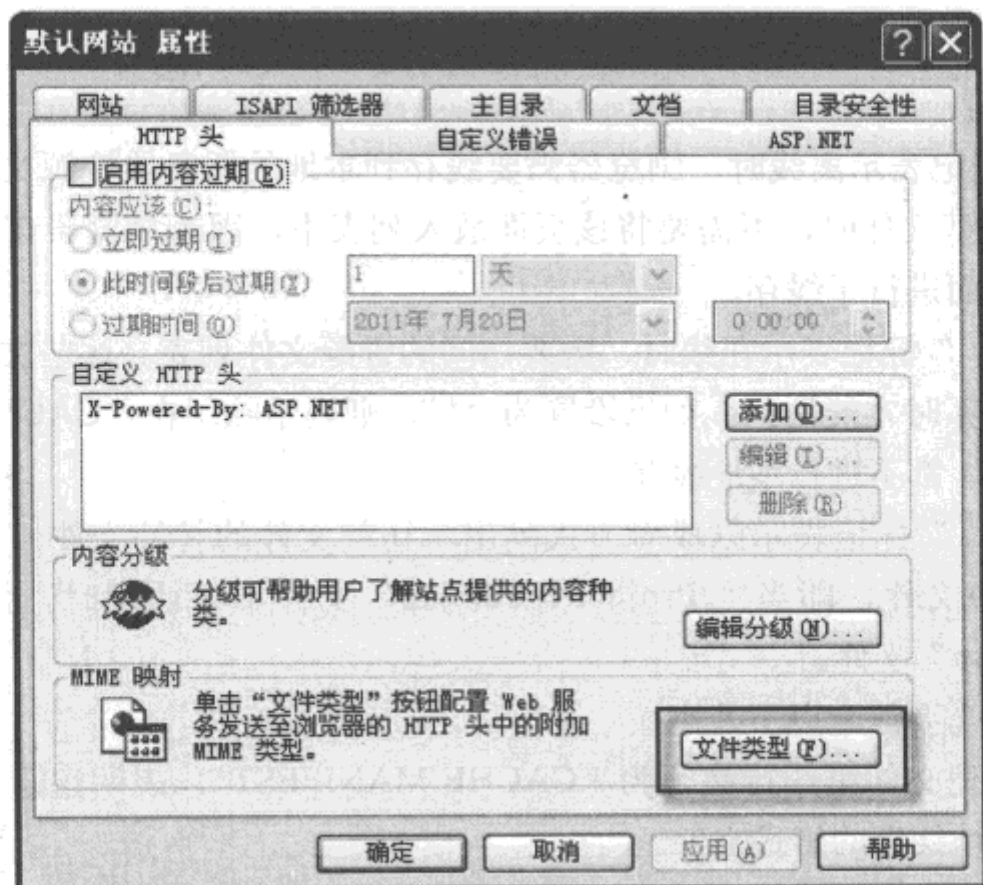 默认网站 属性
网站 ISAPI 筛选器 主目录 文档 目录安全性
HTTP 头 自定义错误 ASP.NET
启用内容过期(E)
内容应该(C):
立即过期(I)
此时间段后过期(X) 1 天
过期时间(O) 2011年 7月20日 0:00:00
自定义 HTTP 头
X-Powered-By: ASP.NET
添加(D)...
编辑(T)...
删除(R)
内容分级
分级可帮助用户了解站点提供的内容种
类。
编辑分级(N)...
MIME 映射
单击“文件类型”按钮配置 Web 服
务发送至浏览器的 HTTP 头中的附加
MIME 类型。
文件类型(F)...
确定 取消 应用(A) 帮助